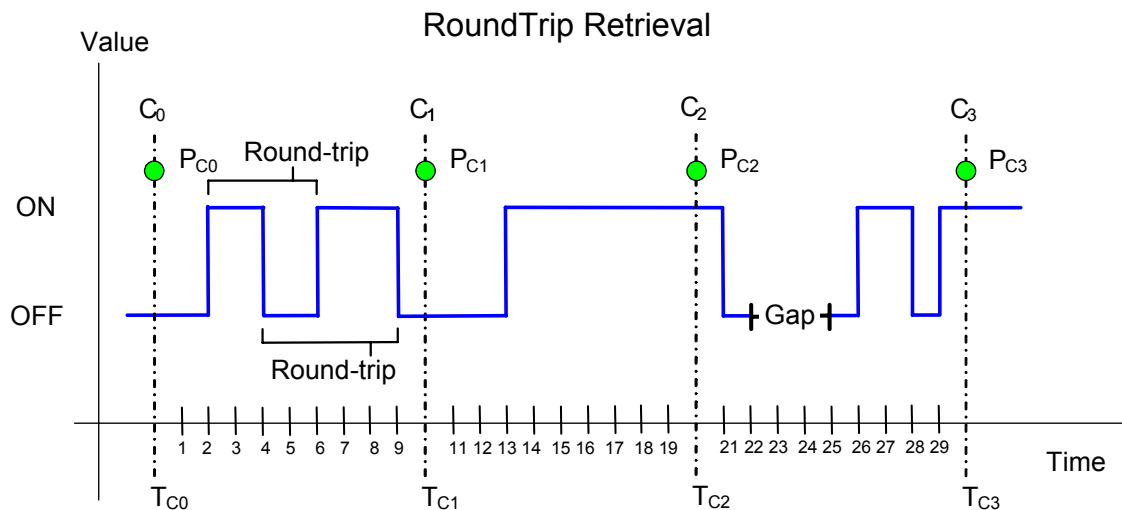 RoundTrip Retrieval
Value
C0 C1 C2 C3
Round-trip
PC0 PC1 PC2 PC3
ON
OFF
Gap
Round-trip
1 2 3 4 5 6 7 8 9 11 12 13 14 15 16 17 18 19 21 22 23 24 25 26 27 28 29
Time
TC0 TC1 TC2 TC3